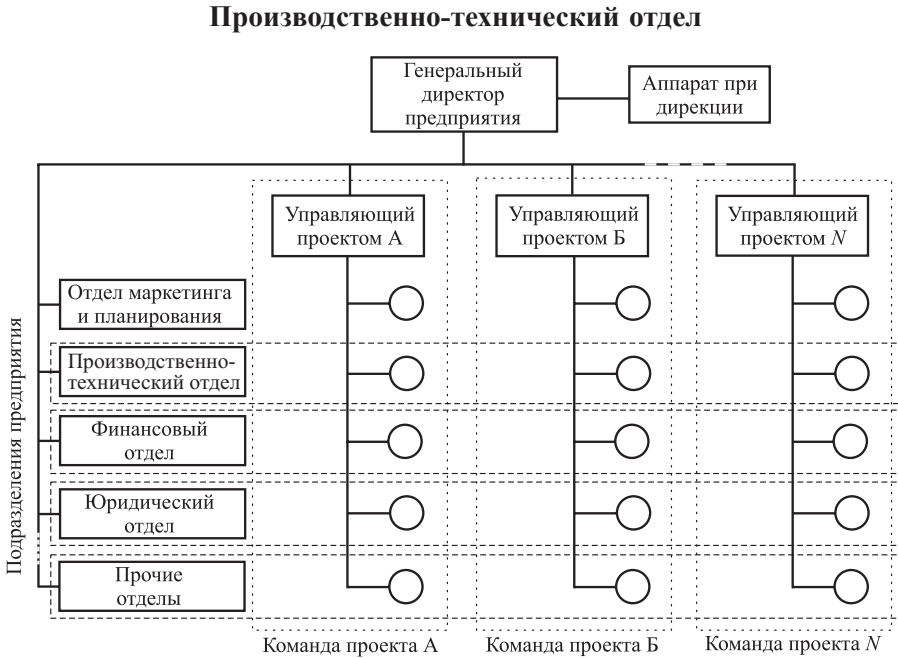 Производственно-технический отдел
Генеральный
директор
предприятия
Аппарат при
дирекции
Управляющий
проектом А
Управляющий
проектом Б
Управляющий
проектом N
Подразделения предприятия
Отдел маркетинга
и планирования
Производственно-
технический отдел
Финансовый
отдел
Юридический
отдел
Прочие
отделы
Команда проекта А
Команда проекта Б
Команда проекта N